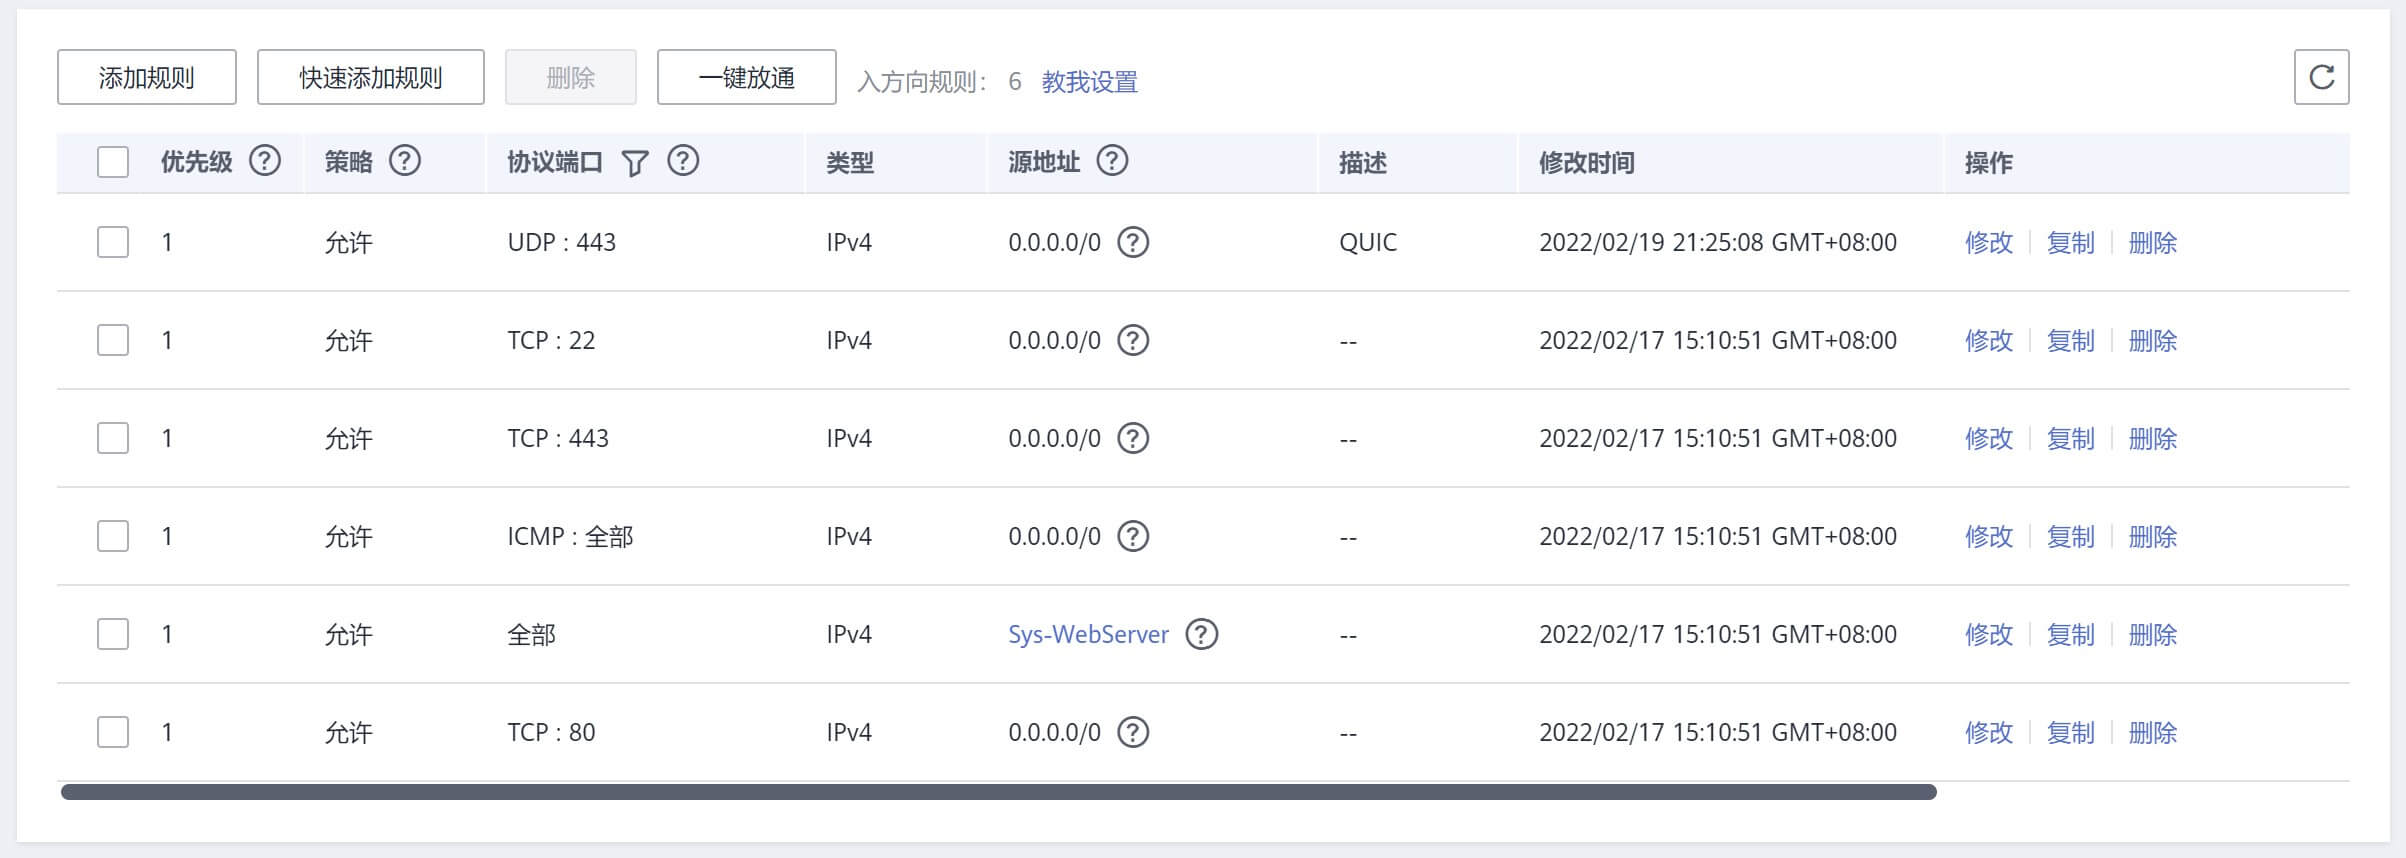 添加规则 快速添加规则 删除 一键放通 入方向规则： 6 教我设置
优先级 策略 协议端口 类型 源地址 描述 修改时间 操作
1 允许 UDP : 443 IPv4 0.0.0.0/0 QUIC 2022/02/19 21:25:08 GMT+08:00 修改 复制 删除
1 允许 TCP : 22 IPv4 0.0.0.0/0 -- 2022/02/17 15:10:51 GMT+08:00 修改 复制 删除
1 允许 TCP : 443 IPv4 0.0.0.0/0 -- 2022/02/17 15:10:51 GMT+08:00 修改 复制 删除
1 允许 ICMP : 全部 IPv4 0.0.0.0/0 -- 2022/02/17 15:10:51 GMT+08:00 修改 复制 删除
1 允许 全部 IPv4 Sys-WebServer -- 2022/02/17 15:10:51 GMT+08:00 修改 复制 删除
1 允许 TCP : 80 IPv4 0.0.0.0/0 -- 2022/02/17 15:10:51 GMT+08:00 修改 复制 删除